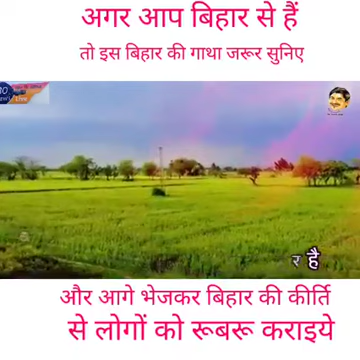 अगर आप बिहार से हैं
तो इस बिहार की गाथा जरूर सुनिए
र है
और आगे भेजकर बिहार की कीर्ति
से लोगों को रूबरू कराइये